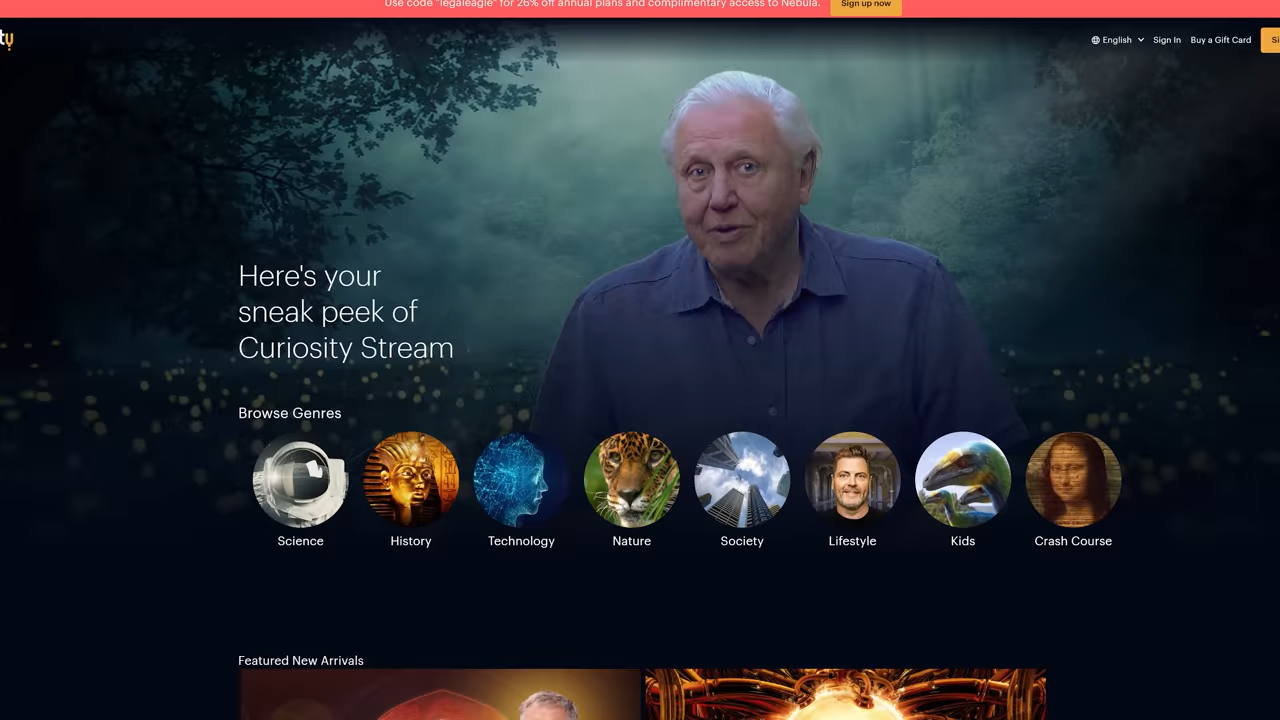 Use code "legaleagle" for 26% off annual plans and complimentary access to Nebula.
Sign up now
ty
English
Sign In
Buy a Gift Card
Si
Here's your
sneak peek of
Curiosity Stream
Browse Genres
Science
History
Technology
Nature
Society
Lifestyle
Kids
Crash Course
Featured New Arrivals